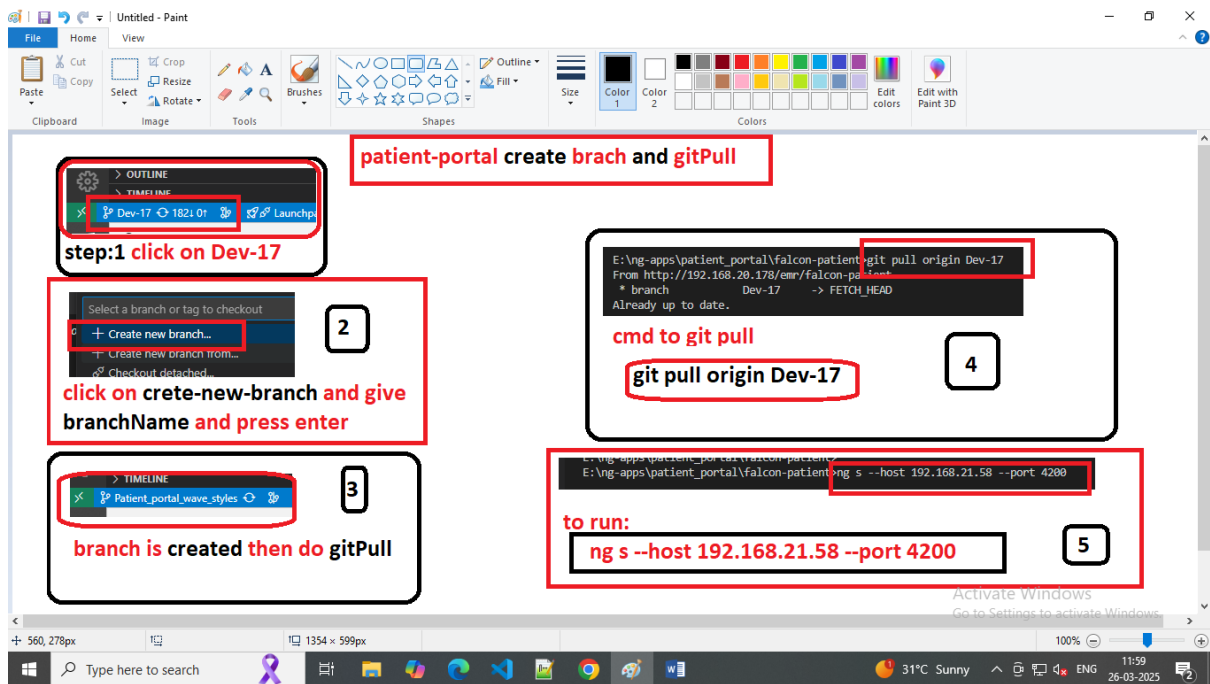 Untitled - Paint
File Home View
Paste
Cut
Copy
Clipboard
Select
Crop
Resize
Rotate
Image
Tools
Brushes
Outline
Fill
Shapes
Size
Color 1
Color 2
Edit colors
Colors
Edit with Paint 3D
patient-portal create brach and gitPull
OUTLINE
TIMELINE
Dev-17 182↓ 0↑ Launchpa
step:1 click on Dev-17
Select a branch or tag to checkout
+ Create new branch...
+ Create new branch from...
Checkout detached...
2
click on crete-new-branch and give
branchName and press enter
TIMELINE
Patient_portal_wave_styles
3
branch is created then do gitPull
E:\ng-apps\patient_portal\falcon-patient>git pull origin Dev-17
From http://192.168.20.178/emr/falcon-patient
* branch Dev-17 -> FETCH_HEAD
Already up to date.
cmd to git pull
git pull origin Dev-17
4
E:\ng-apps\patient_portal\falcon-patient>
E:\ng-apps\patient_portal\falcon-patient>ng s --host 192.168.21.58 --port 4200
to run:
ng s --host 192.168.21.58 --port 4200
5
Activate Windows
Go to Settings to activate Windows.
560, 278px
1354 × 599px
100%
Type here to search
31°C Sunny
ENG
11:59
26-03-2025